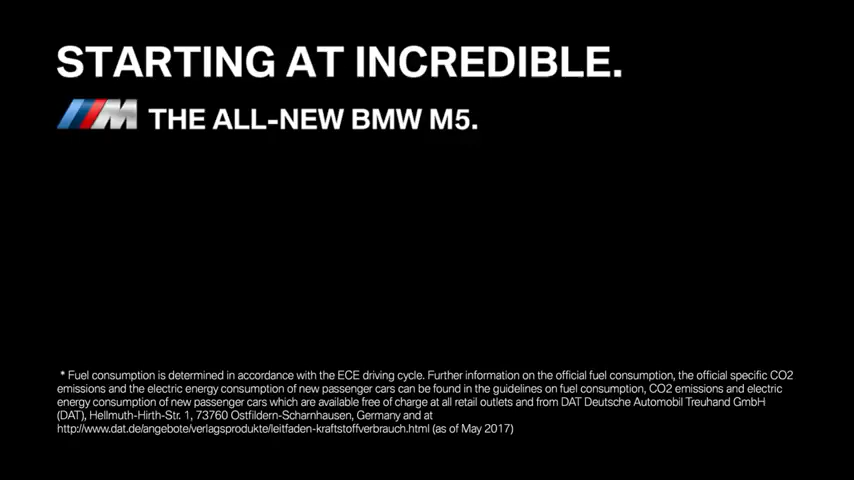 STARTING AT INCREDIBLE.
M THE ALL-NEW BMW M5.
* Fuel consumption is determined in accordance with the ECE driving cycle. Further information on the official fuel consumption, the official specific CO2
emissions and the electric energy consumption of new passenger cars can be found in the guidelines on fuel consumption, CO2 emissions and electric
energy consumption of new passenger cars which are available free of charge at all retail outlets and from DAT Deutsche Automobil Treuhand GmbH
(DAT), Hellmuth-Hirth-Str. 1, 73760 Ostfildern-Scharnhausen, Germany and at
http://www.dat.de/angebote/verlagsprodukte/leitfaden-kraftstoffverbrauch.html (as of May 2017)